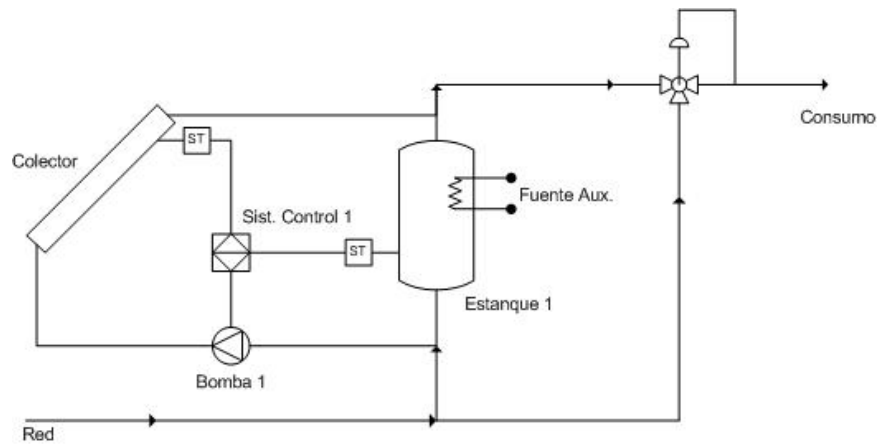 Consumo
ST
Colector
Fuente Aux.
Sist. Control 1
ST
Estanque 1
Bomba 1
Red